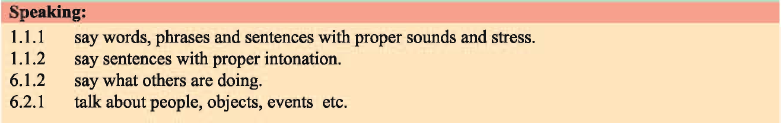 Speaking:
1.1.1 say words, phrases and sentences with proper sounds and stress.
1.1.2 say sentences with proper intonation.
6.1.2 say what others are doing.
6.2.1 talk about people, objects, events etc.